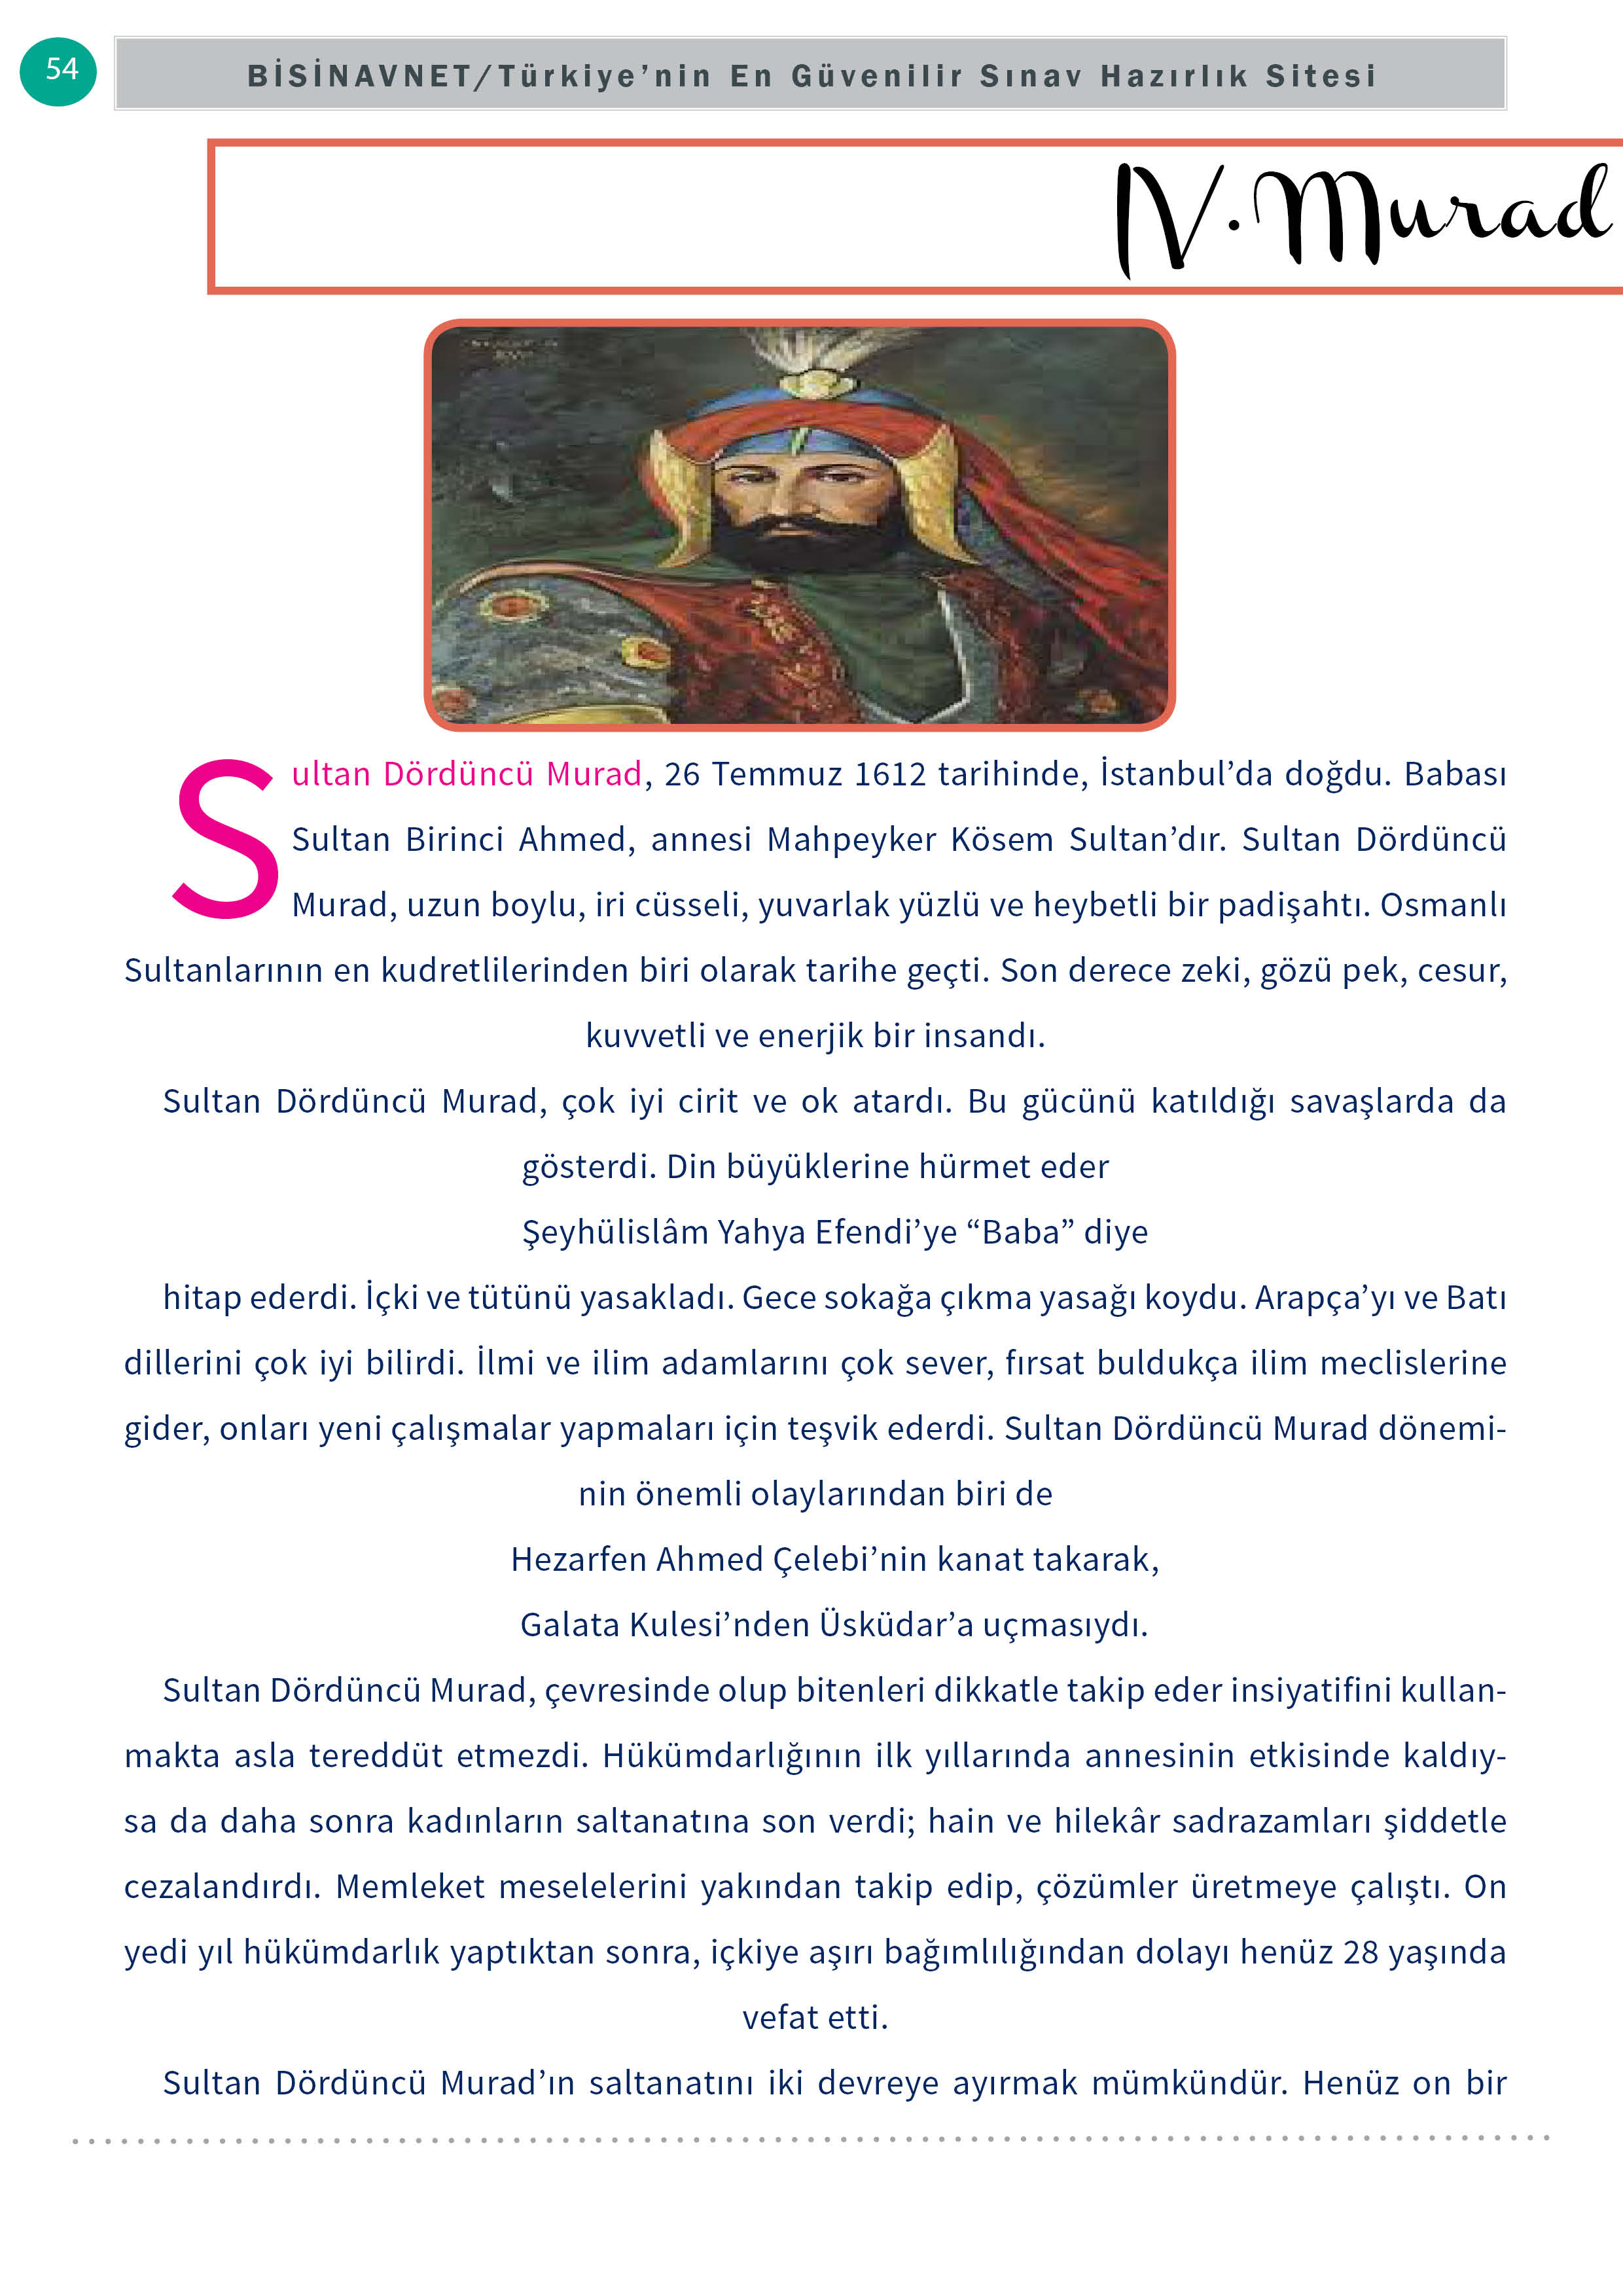 54
BİSİNAVNET/Türkiye’nin En Güvenilir Sınav Hazırlık Sitesi
IV. Murad
Sultan Dördüncü Murad, 26 Temmuz 1612 tarihinde, İstanbul’da doğdu. Babası
Sultan Birinci Ahmed, annesi Mahpeyker Kösem Sultan’dır. Sultan Dördüncü
Murad, uzun boylu, iri cüsseli, yuvarlak yüzlü ve heybetli bir padişahtı. Osmanlı
Sultanlarının en kudretlilerinden biri olarak tarihe geçti. Son derece zeki, gözü pek, cesur,
kuvvetli ve enerjik bir insandı.
Sultan Dördüncü Murad, çok iyi cirit ve ok atardı. Bu gücünü katıldığı savaşlarda da
gösterdi. Din büyüklerine hürmet eder
Şeyhülislâm Yahya Efendi’ye “Baba” diye
hitap ederdi. İçki ve tütünü yasakladı. Gece sokağa çıkma yasağı koydu. Arapça’yı ve Batı
dillerini çok iyi bilirdi. İlmi ve ilim adamlarını çok sever, fırsat buldukça ilim meclislerine
gider, onları yeni çalışmalar yapmaları için teşvik ederdi. Sultan Dördüncü Murad dönemi-
nin önemli olaylarından biri de
Hezarfen Ahmed Çelebi’nin kanat takarak,
Galata Kulesi’nden Üsküdar’a uçmasıydı.
Sultan Dördüncü Murad, çevresinde olup bitenleri dikkatle takip eder insiyatifini kullan-
makta asla tereddüt etmezdi. Hükümdarlığının ilk yıllarında annesinin etkisinde kaldıy-
sa da daha sonra kadınların saltanatına son verdi; hain ve hilekâr sadrazamları şiddetle
cezalandırdı. Memleket meselelerini yakından takip edip, çözümler üretmeye çalıştı. On
yedi yıl hükümdarlık yaptıktan sonra, içkiye aşırı bağımlılığından dolayı henüz 28 yaşında
vefat etti.
Sultan Dördüncü Murad’ın saltanatını iki devreye ayırmak mümkündür. Henüz on bir